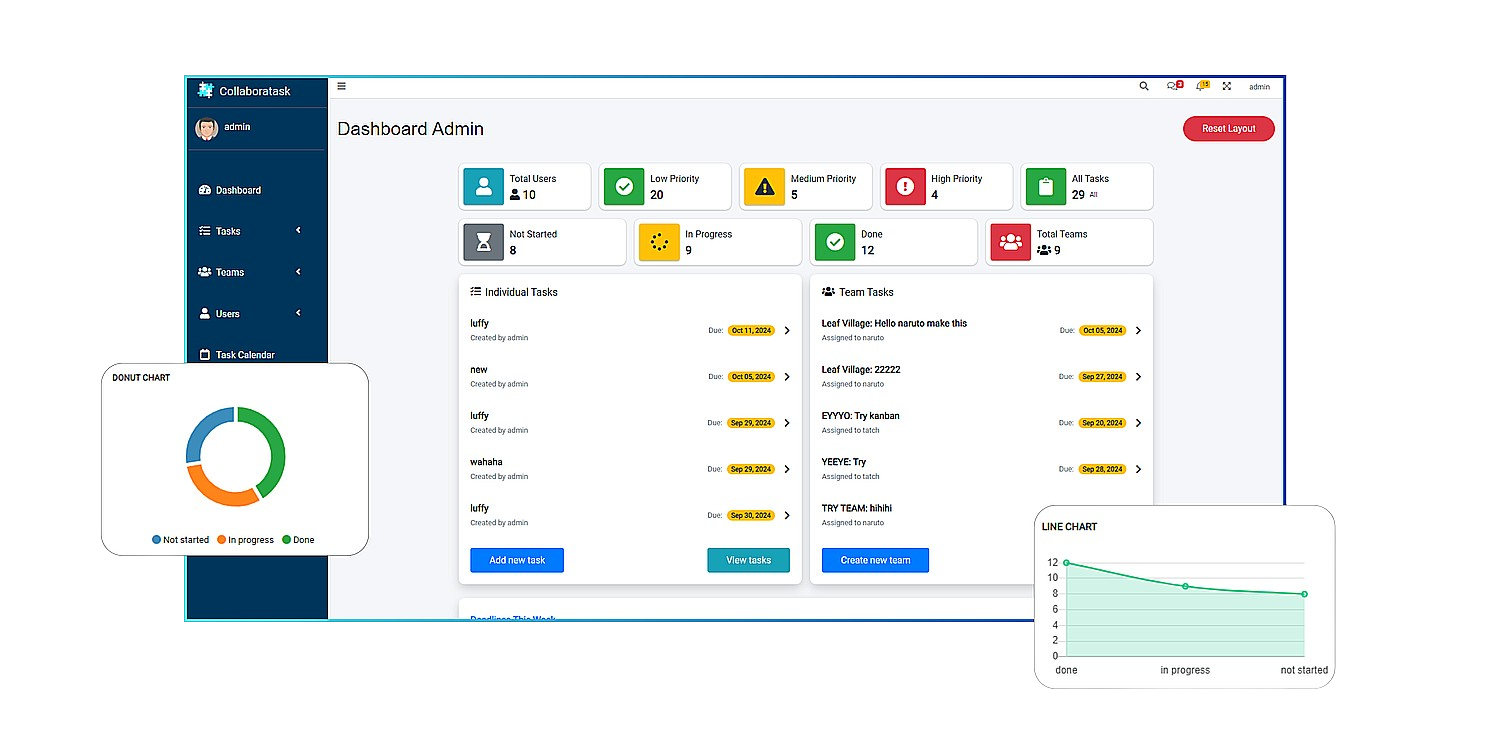 Collaboratask
3
15
admin
admin
Dashboard Admin
Reset Layout
Dashboard
Tasks
Teams
Users
Task Calendar
Total Users
10
Low Priority
20
Medium Priority
5
High Priority
4
All Tasks
29 All
Not Started
8
In Progress
9
Done
12
Total Teams
9
Individual Tasks
luffy
Created by admin
Due: Oct 11, 2024
new
Created by admin
Due: Oct 05, 2024
luffy
Created by admin
Due: Sep 29, 2024
wahaha
Created by admin
Due: Sep 29, 2024
luffy
Created by admin
Due: Sep 30, 2024
Add new task
View tasks
Team Tasks
Leaf Village: Hello naruto make this
Assigned to naruto
Due: Oct 05, 2024
Leaf Village: 22222
Assigned to naruto
Due: Sep 27, 2024
EYYYO: Try kanban
Assigned to tatch
Due: Sep 20, 2024
YEEYE: Try
Assigned to tatch
Due: Sep 28, 2024
TRY TEAM: hihihi
Assigned to naruto
Create new team
Deadlines This Week
DONUT CHART
Not started
In progress
Done
LINE CHART
12
10
8
6
4
2
0
done
in progress
not started